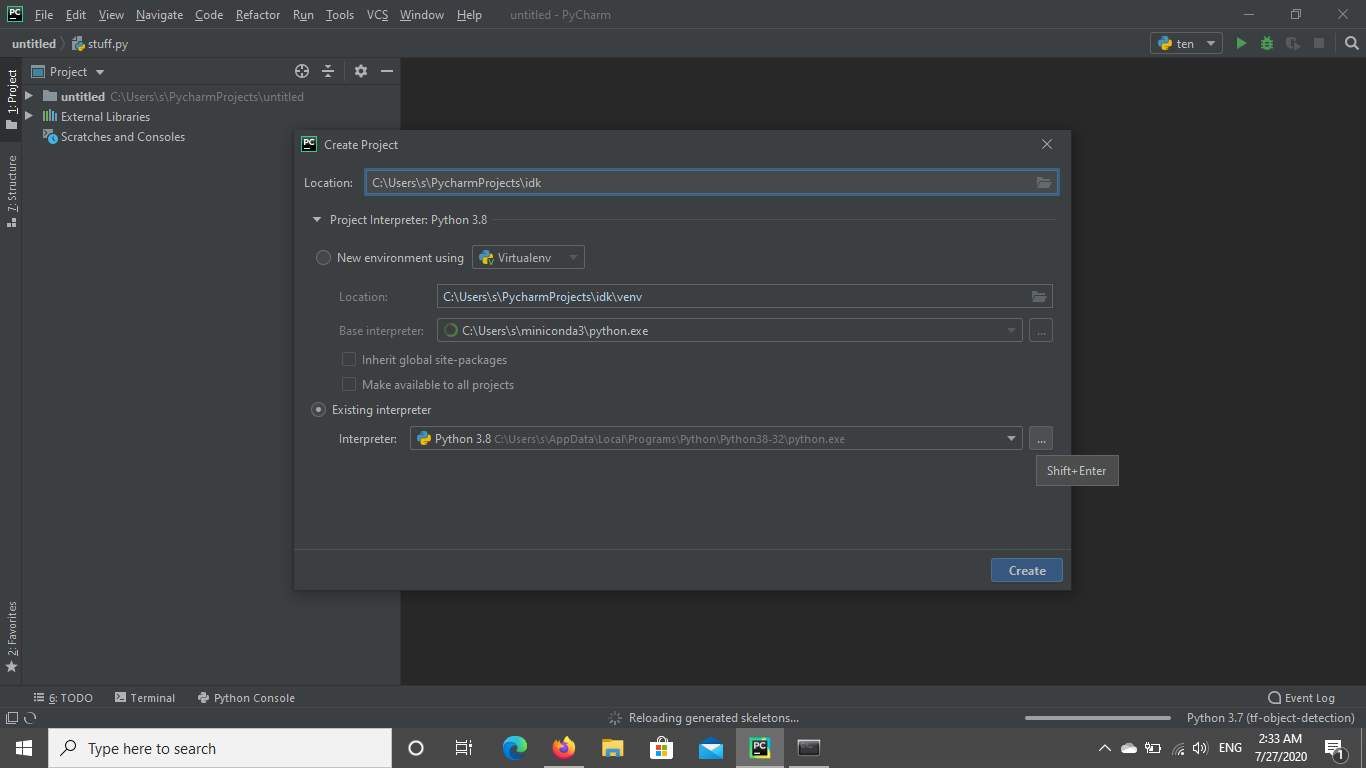 PC File Edit View Navigate Code Refactor Run Tools VCS Window Help untitled - PyCharm
untitled stuff.py ten
1: Project
Project
untitled C:\Users\s\PycharmProjects\untitled
External Libraries
Scratches and Consoles
7: Structure
2: Favorites
PC Create Project
Location: C:\Users\s\PycharmProjects\idk
Project Interpreter: Python 3.8
New environment using Virtualenv
Location: C:\Users\s\PycharmProjects\idk\venv
Base interpreter: C:\Users\s\miniconda3\python.exe ...
Inherit global site-packages
Make available to all projects
Existing interpreter
Interpreter: Python 3.8 C:\Users\s\AppData\Local\Programs\Python\Python38-32\python.exe ...
Shift+Enter
Create
6: TODO Terminal Python Console Event Log
Reloading generated skeletons... Python 3.7 (tf-object-detection)
Type here to search PC ENG 2:33 AM
7/27/2020 1